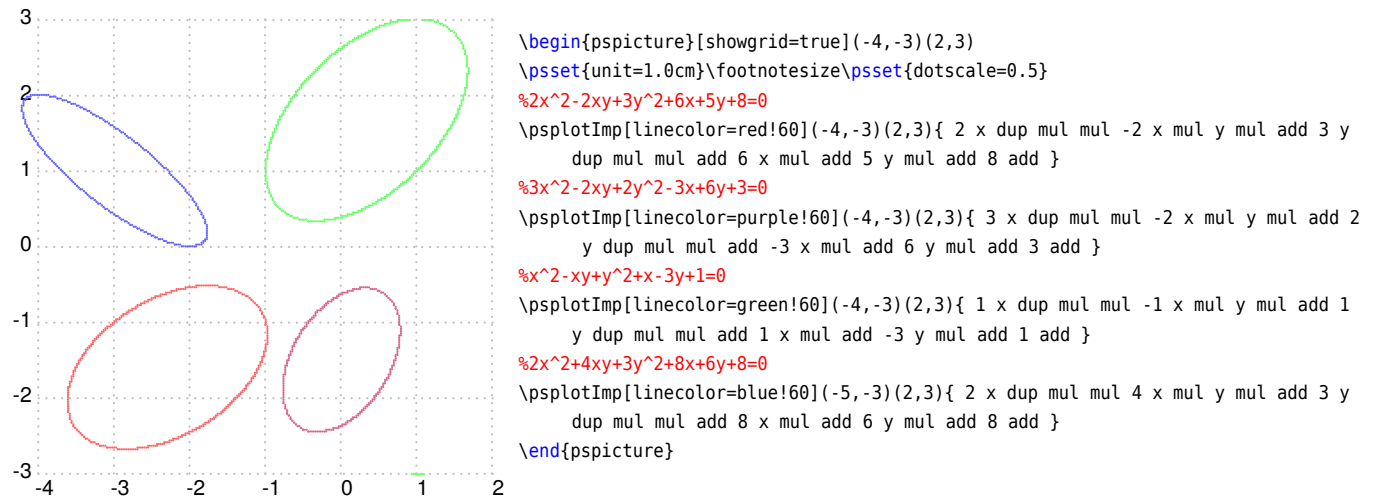 3
2
1
0
-1
-2
-3
-4 -3 -2 -1 0 1 2
\begin{pspicture}[showgrid=true](-4,-3)(2,3)
\psset{unit=1.0cm}\footnotesize\psset{dotscale=0.5}
%2x^2-2xy+3y^2+6x+5y+8=0
\psplotImp[linecolor=red!60](-4,-3)(2,3){ 2 x dup mul mul -2 x mul y mul add 3 y
dup mul mul add 6 x mul add 5 y mul add 8 add }
%3x^2-2xy+2y^2-3x+6y+3=0
\psplotImp[linecolor=purple!60](-4,-3)(2,3){ 3 x dup mul mul -2 x mul y mul add 2
y dup mul mul add -3 x mul add 6 y mul add 3 add }
%x^2-xy+y^2+x-3y+1=0
\psplotImp[linecolor=green!60](-4,-3)(2,3){ 1 x dup mul mul -1 x mul y mul add 1
y dup mul mul add 1 x mul add -3 y mul add 1 add }
%2x^2+4xy+3y^2+8x+6y+8=0
\psplotImp[linecolor=blue!60](-5,-3)(2,3){ 2 x dup mul mul 4 x mul y mul add 3 y
dup mul mul add 8 x mul add 6 y mul add 8 add }
\end{pspicture}